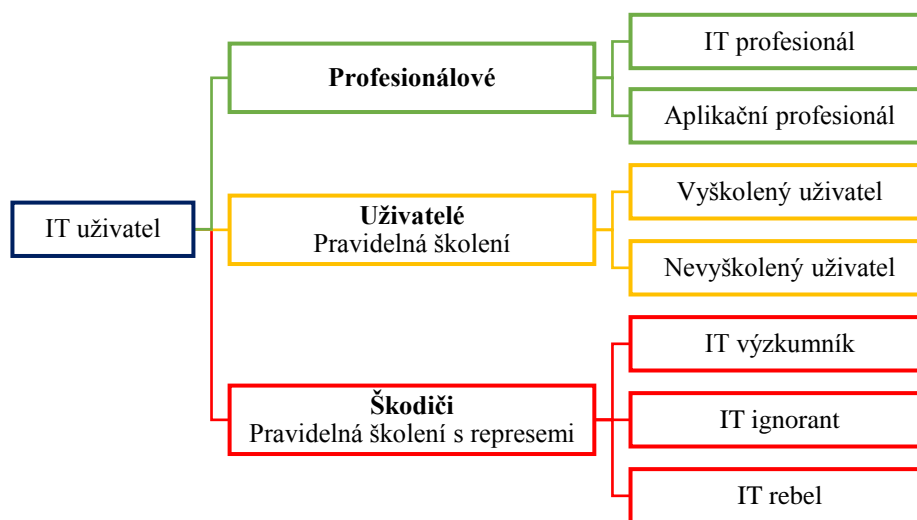 IT uživatel
Profesionálové
IT profesionál
Aplikační profesionál
Uživatelé
Pravidelná školení
Vyškolený uživatel
Nevyškolený uživatel
Škodiči
Pravidelná školení s represemi
IT výzkumník
IT ignorant
IT rebel